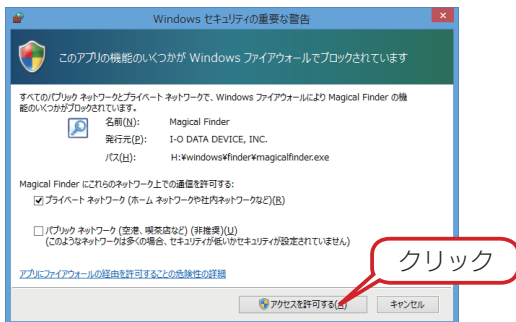 Windows セキュリティの重要な警告
このアプリの機能のいくつかが Windows ファイアウォールでブロックされています
すべてのパブリック ネットワークとプライベート ネットワークで、Windows ファイアウォールにより Magical Finder の機
能のいくつかがブロックされています。
名前(N): Magical Finder
発行元(P): I-O DATA DEVICE, INC.
パス(H): H:¥windows¥finder¥magicalfinder.exe
Magical Finder にこれらのネットワーク上での通信を許可する:
プライベート ネットワーク (ホーム ネットワークや社内ネットワークなど)(R)
パブリック ネットワーク (空港、喫茶店など) (非推奨)(U)
(このようなネットワークは多くの場合、セキュリティが低いかセキュリティが設定されていません)
アプリにファイアウォールの経由を許可することの危険性の詳細
クリック
アクセスを許可する(A) キャンセル